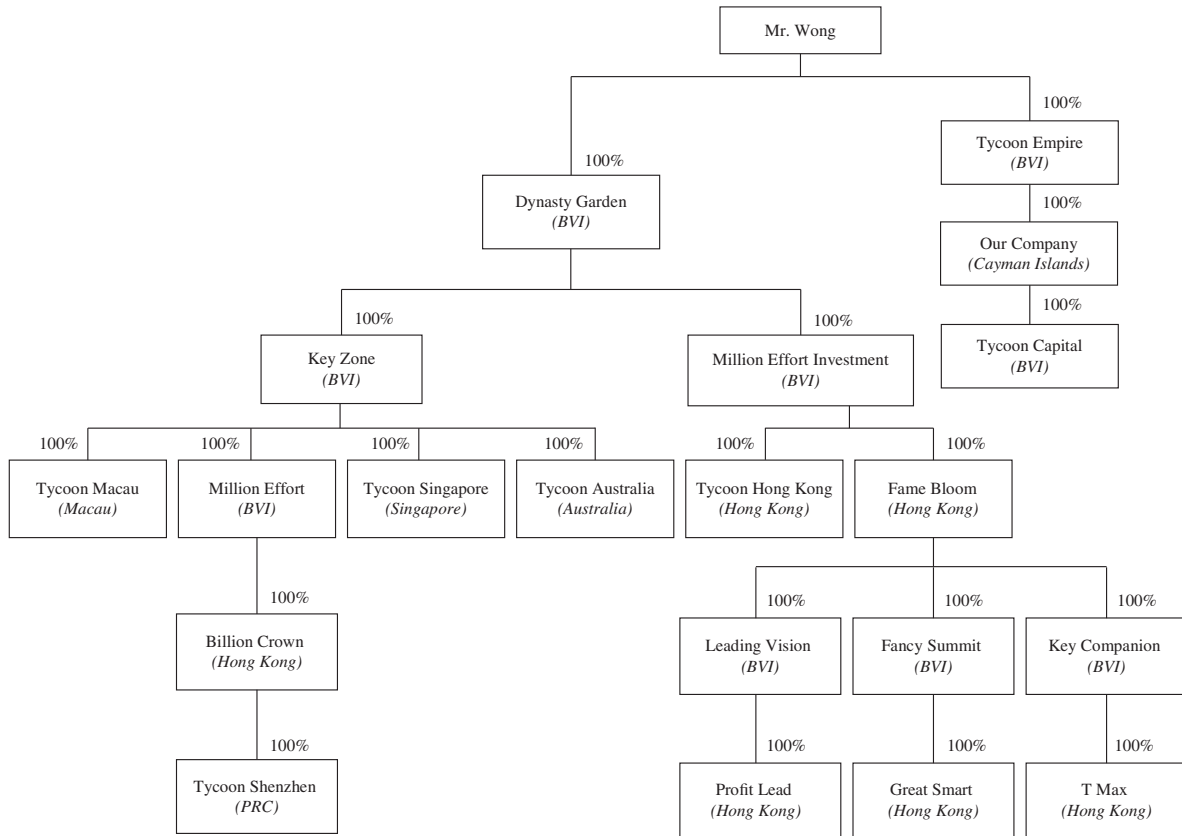 Mr. Wong
100%
Tycoon Empire
(BVI)
100%
Dynasty Garden
(BVI)
100%
Our Company
(Cayman Islands)
100%
Tycoon Capital
(BVI)
100%
Key Zone
(BVI)
100%
Million Effort Investment
(BVI)
100%
Tycoon Macau
(Macau)
100%
Million Effort
(BVI)
100%
Tycoon Singapore
(Singapore)
100%
Tycoon Australia
(Australia)
100%
Tycoon Hong Kong
(Hong Kong)
100%
Fame Bloom
(Hong Kong)
100%
Billion Crown
(Hong Kong)
100%
Leading Vision
(BVI)
100%
Fancy Summit
(BVI)
100%
Key Companion
(BVI)
100%
Tycoon Shenzhen
(PRC)
100%
Profit Lead
(Hong Kong)
100%
Great Smart
(Hong Kong)
100%
T Max
(Hong Kong)